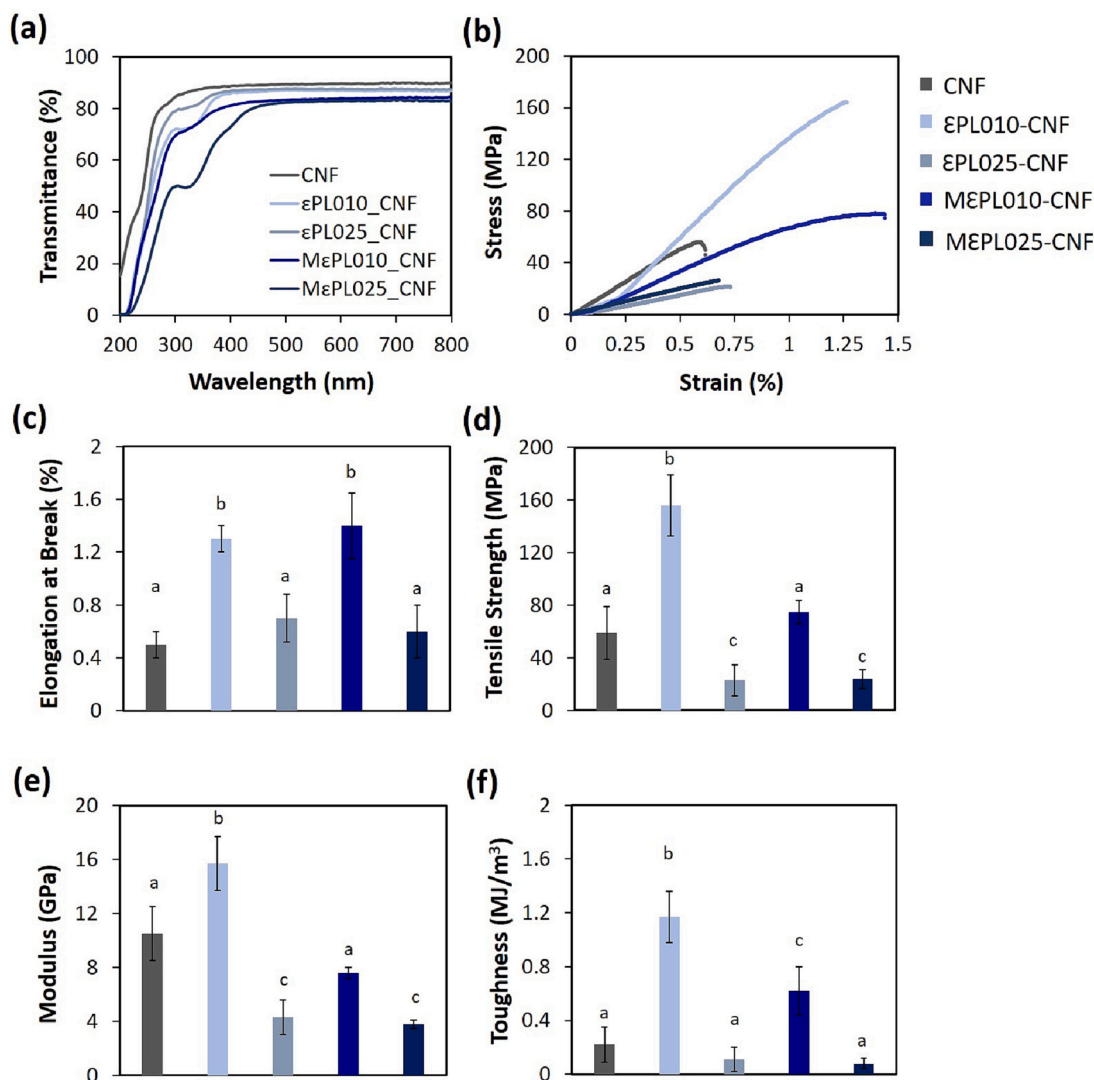 (a)
Transmittance (%)
100
80
60
40
20
0
200 300 400 500 600 700 800
Wavelength (nm)
CNF
εPL010_CNF
εPL025_CNF
MεPL010_CNF
MεPL025_CNF
(b)
Stress (MPa)
200
160
120
80
40
0
0 0.25 0.5 0.75 1 1.25 1.5
Strain (%)
CNF
ƐPL010-CNF
ƐPL025-CNF
MƐPL010-CNF
MƐPL025-CNF
(c)
Elongation at Break (%)
2
1.6
1.2
0.8
0.4
0
a
b
a
b
a
(d)
Tensile Strength (MPa)
200
160
120
80
40
0
a
b
c
a
c
(e)
Modulus (GPa)
20
16
12
8
4
0
a
b
c
a
c
(f)
Toughness (MJ/m³)
2
1.6
1.2
0.8
0.4
0
a
b
a
c
a